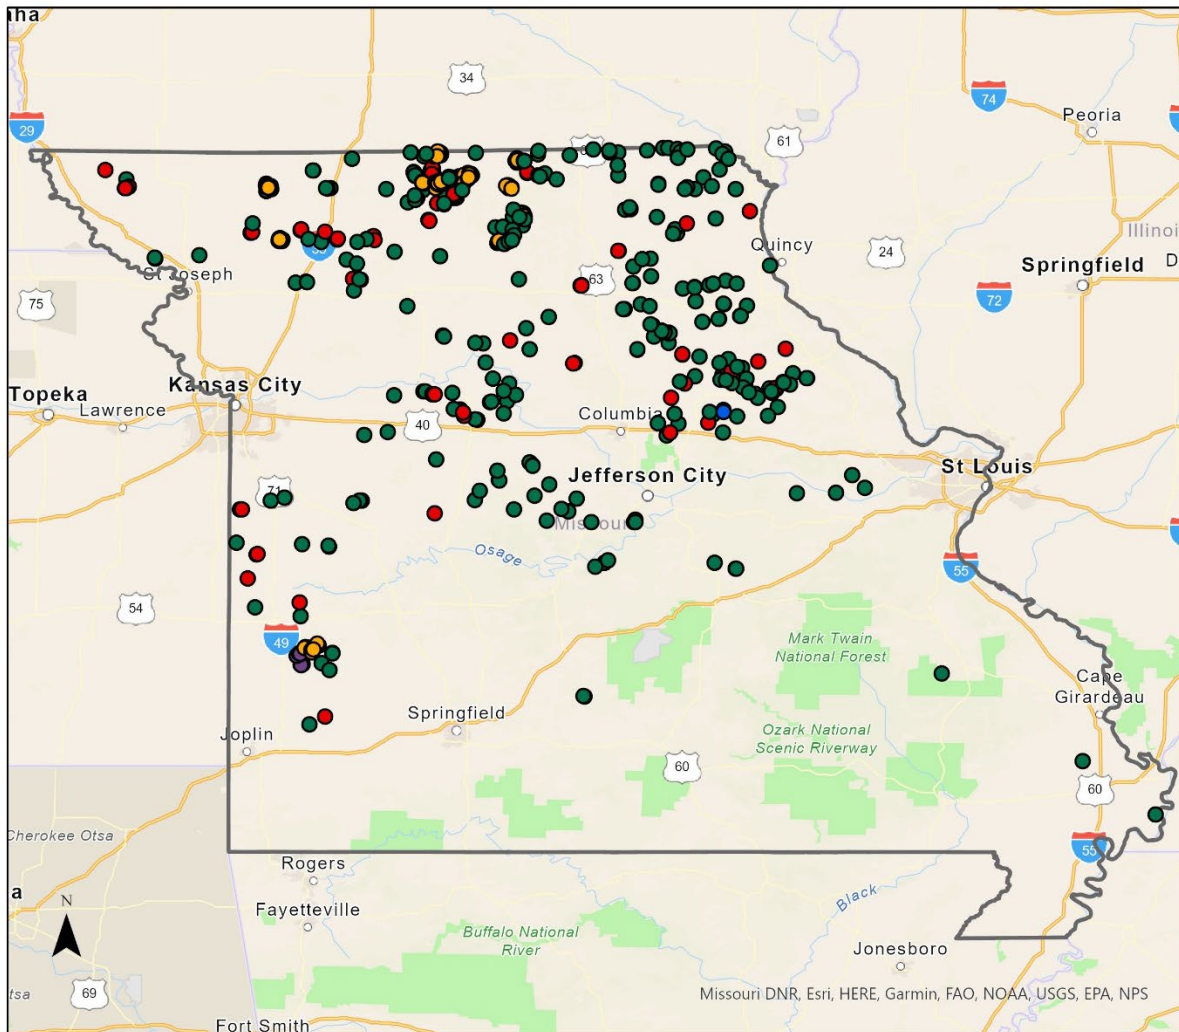 aha
34
74
29
Peoria
61
Illinois
Quincy
24
St Joseph
63
Springfield
D
75
72
Kansas City
Topeka
Lawrence
40
Columbia
St Louis
Jefferson City
71
Missouri
Osage
55
54
49
Mark Twain
National Forest
Cape
Girardeau
Springfield
Joplin
Ozark National
Scenic Riverway
60
60
Cherokee Otsa
55
Rogers
a
N
Fayetteville
Black
Buffalo National
River
Jonesboro
tsa
69
Missouri DNR, Esri, HERE, Garmin, FAO, NOAA, USGS, EPA, NPS
Fort Smith